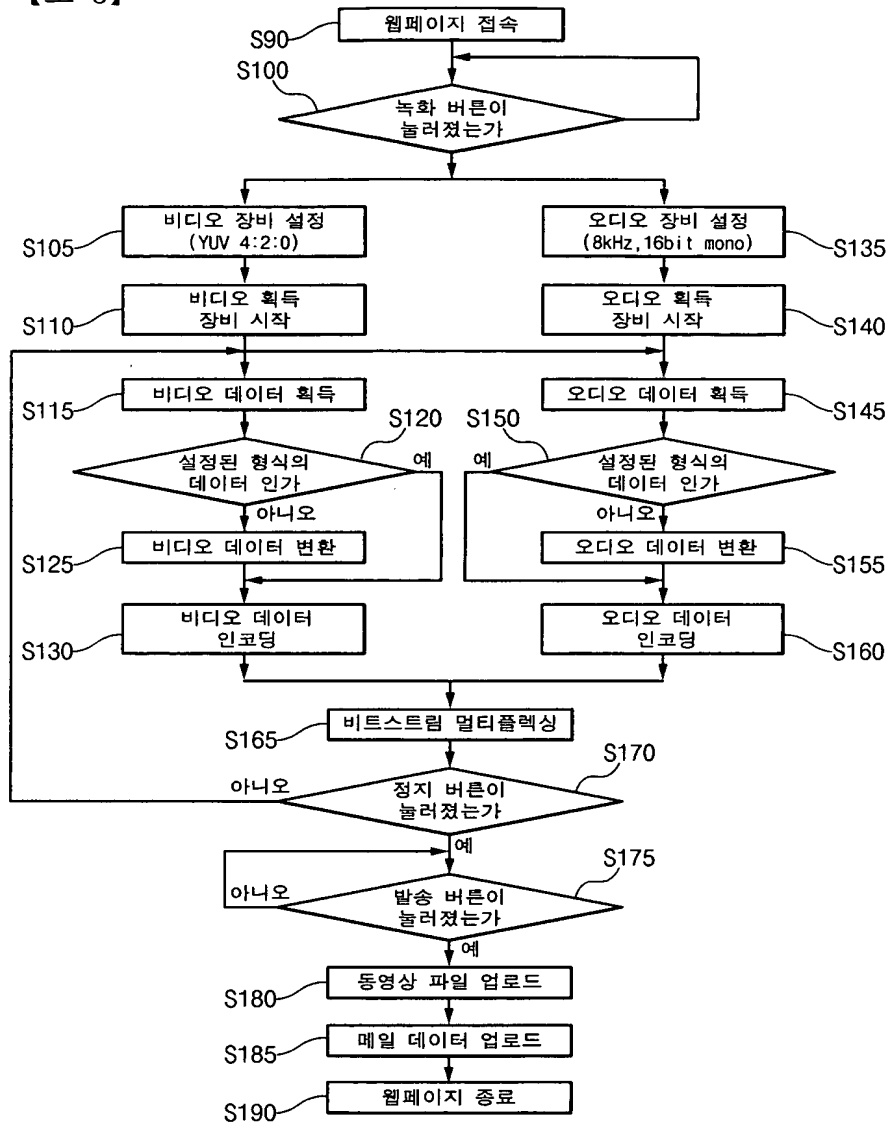 웹페이지 접속
S90
S100
녹화 버튼이
눌러졌는가
비디오 장비 설정
(YUV 4:2:0)
S105
오디오 장비 설정
(8kHz,16bit mono)
S135
비디오 획득
장비 시작
S110
오디오 획득
장비 시작
S140
비디오 데이터 획득
S115
오디오 데이터 획득
S145
S120
설정된 형식의
데이터 인가
예
아니오
S150
설정된 형식의
데이터 인가
예
아니오
비디오 데이터 변환
S125
오디오 데이터 변환
S155
비디오 데이터
인코딩
S130
오디오 데이터
인코딩
S160
비트스트림 멀티플렉싱
S165
S170
아니오
정지 버튼이
눌러졌는가
예
S175
아니오
발송 버튼이
눌러졌는가
예
동영상 파일 업로드
S180
메일 데이터 업로드
S185
웹페이지 종료
S190